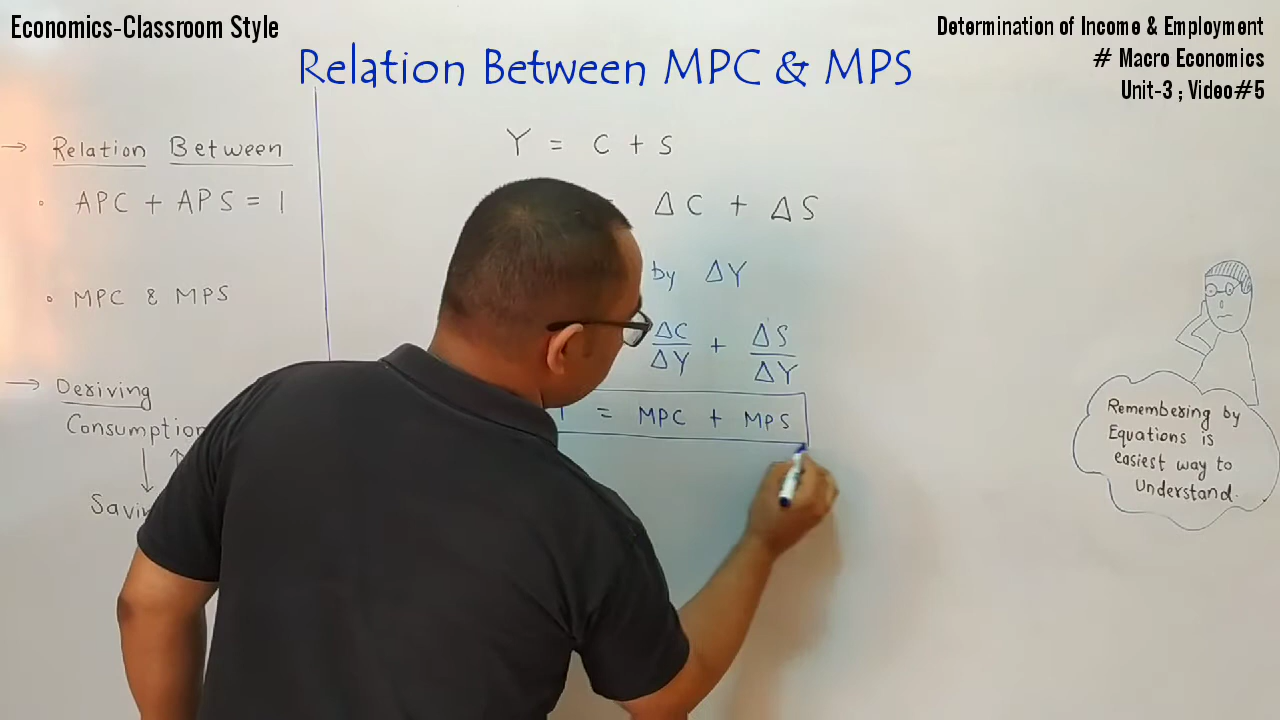 Economics-Classroom Style
Determination of Income & Employment
# Macro Economics
Unit-3 ; Video#5
Relation Between MPC & MPS
→ Relation Between
• APC + APS = 1
• MPC & MPS
→ Deriving
Consumption
Y = C + S
ΔC + ΔS
by ΔY
ΔC/ΔY + ΔS/ΔY
1 = MPC + MPS
Remembering by
Equations is
easiest way to
Understand.